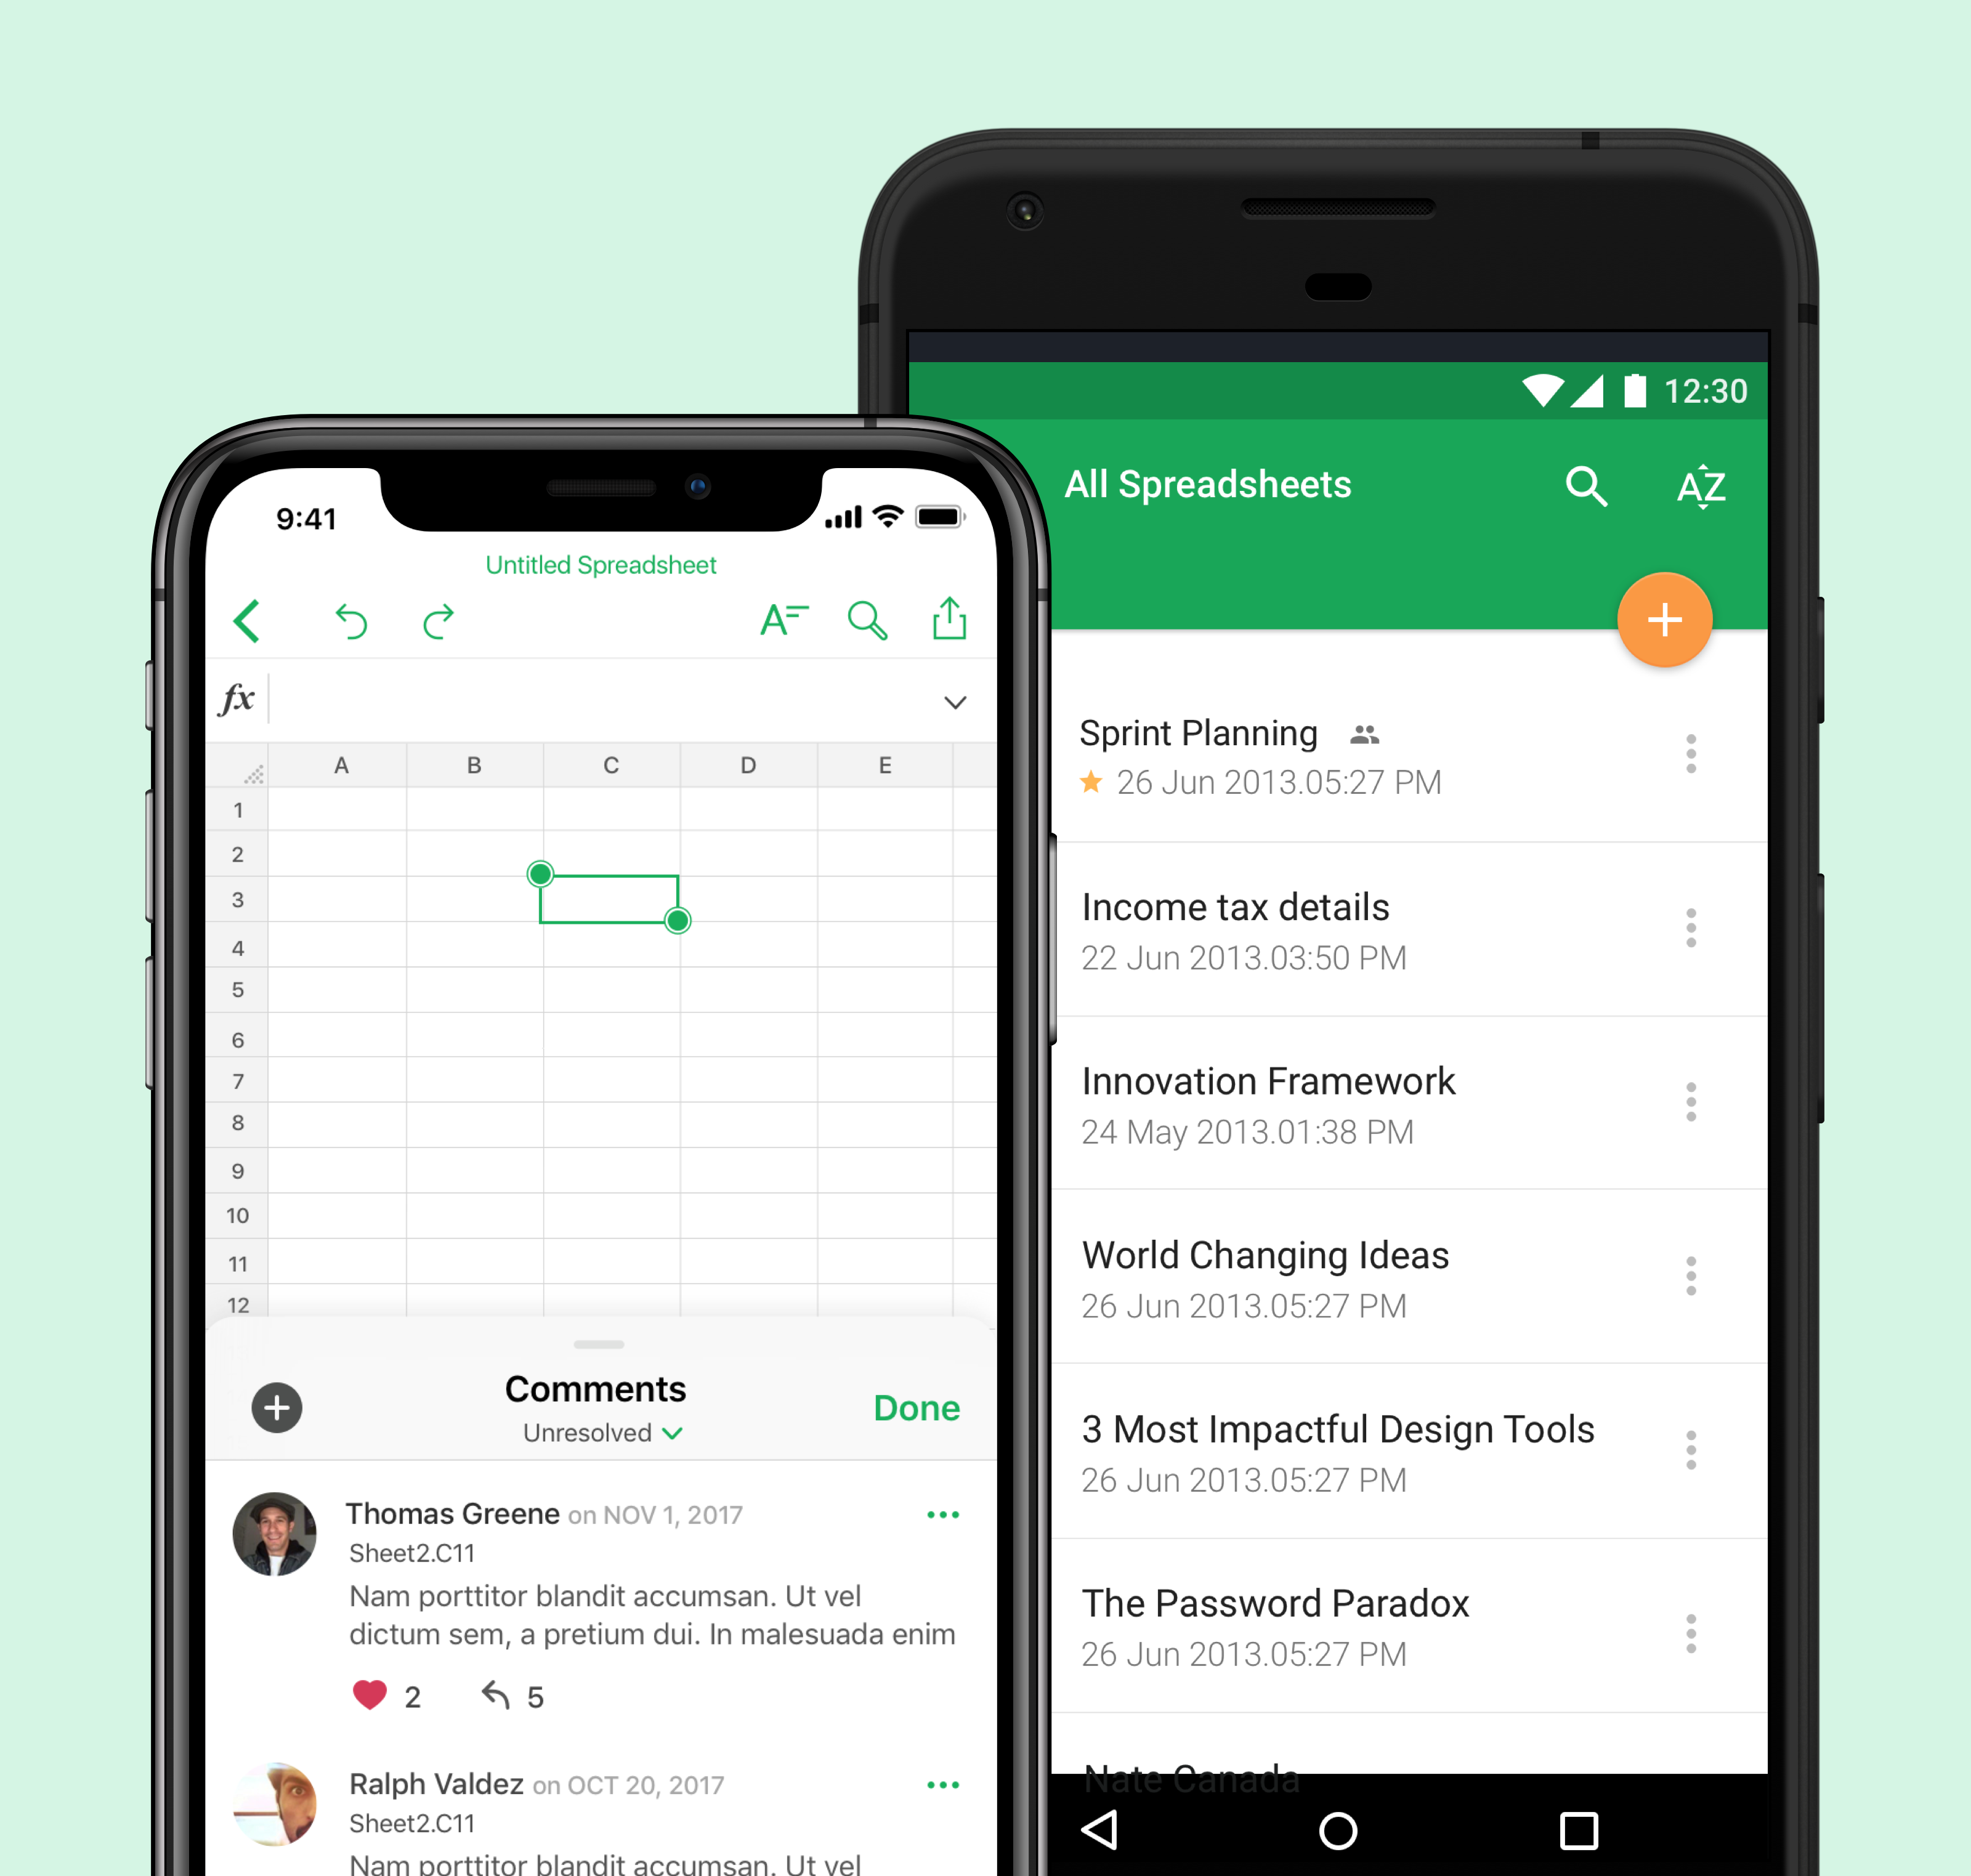 9:41
Untitled Spreadsheet
A
fx
A B C D E
1
2
3
4
5
6
7
8
9
10
11
12
Comments
Unresolved
Done
Thomas Greene on NOV 1, 2017
Sheet2.C11
Nam porttitor blandit accumsan. Ut vel
dictum sem, a pretium dui. In malesuada enim
2 5
Ralph Valdez on OCT 20, 2017
Sheet2.C11
Nam porttitor blandit accumsan. Ut vel
12:30
All Spreadsheets
AZ
Sprint Planning
26 Jun 2013.05:27 PM
Income tax details
22 Jun 2013.03:50 PM
Innovation Framework
24 May 2013.01:38 PM
World Changing Ideas
26 Jun 2013.05:27 PM
3 Most Impactful Design Tools
26 Jun 2013.05:27 PM
The Password Paradox
26 Jun 2013.05:27 PM
Nate Canada